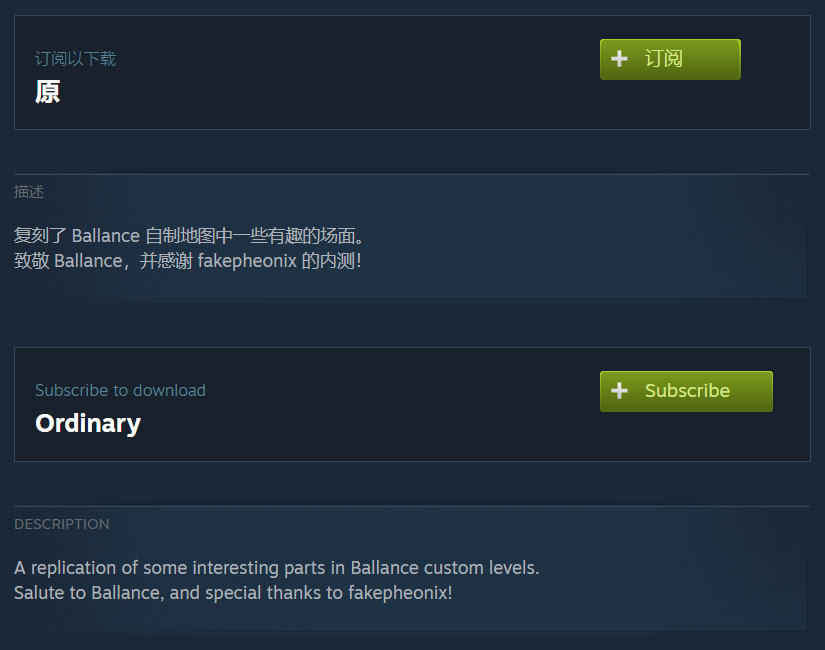 订阅以下载
原
+ 订阅
描述
复刻了 Ballance 自制地图中一些有趣的场面。
致敬 Ballance，并感谢 fakepheonix 的内测！
Subscribe to download
Ordinary
+ Subscribe
DESCRIPTION
A replication of some interesting parts in Ballance custom levels.
Salute to Ballance, and special thanks to fakepheonix!